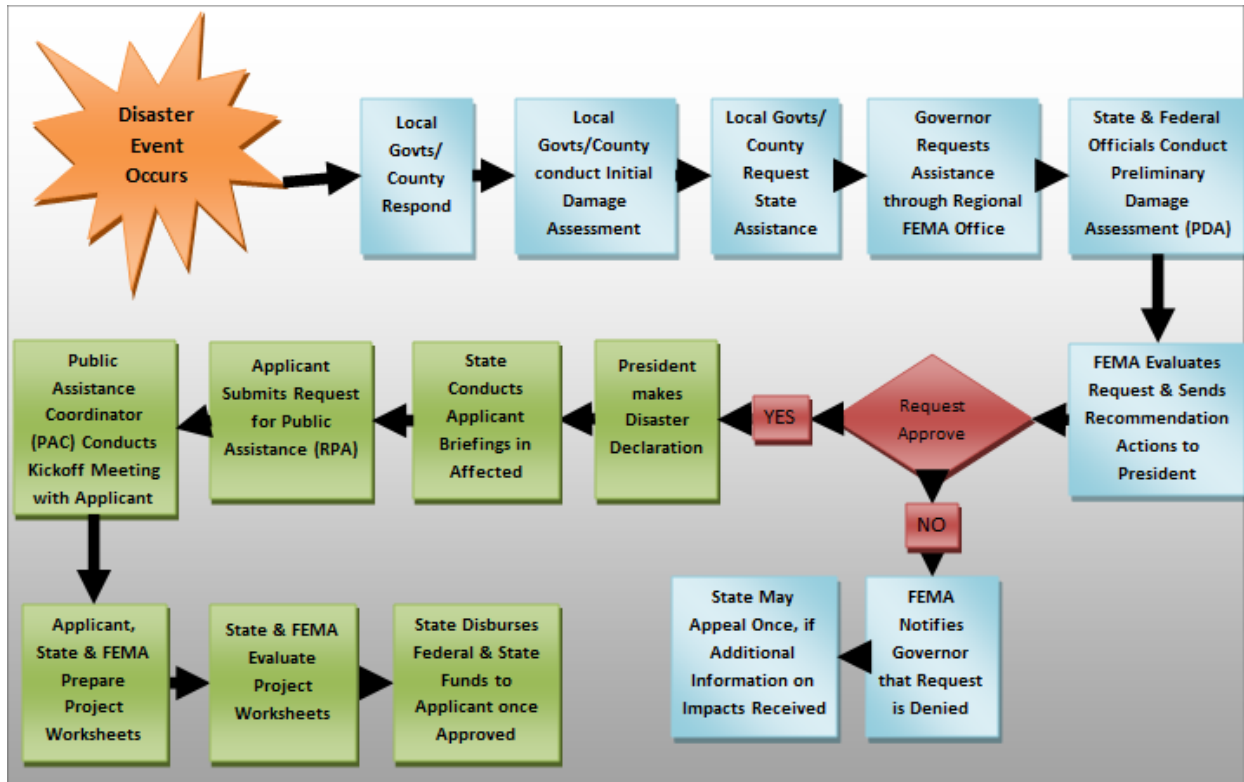 Disaster
Event
Occurs
Local
Govts/
County
Respond
Local
Govts/County
conduct Initial
Damage
Assessment
Local Govts/
County
Request
State
Assistance
Governor
Requests
Assistance
through Regional
FEMA Office
State & Federal
Officials Conduct
Preliminary
Damage
Assessment (PDA)
FEMA Evaluates
Request & Sends
Recommendation
Actions to
President
Request
Approve
YES
President
makes
Disaster
Declaration
State
Conducts
Applicant
Briefings in
Affected
Applicant
Submits Request
for Public
Assistance (RPA)
Public
Assistance
Coordinator
(PAC) Conducts
Kickoff Meeting
with Applicant
Applicant,
State & FEMA
Prepare
Project
Worksheets
State & FEMA
Evaluate
Project
Worksheets
State Disburses
Federal & State
Funds to
Applicant once
Approved
NO
FEMA
Notifies
Governor
that Request
is Denied
State May
Appeal Once, if
Additional
Information on
Impacts Received